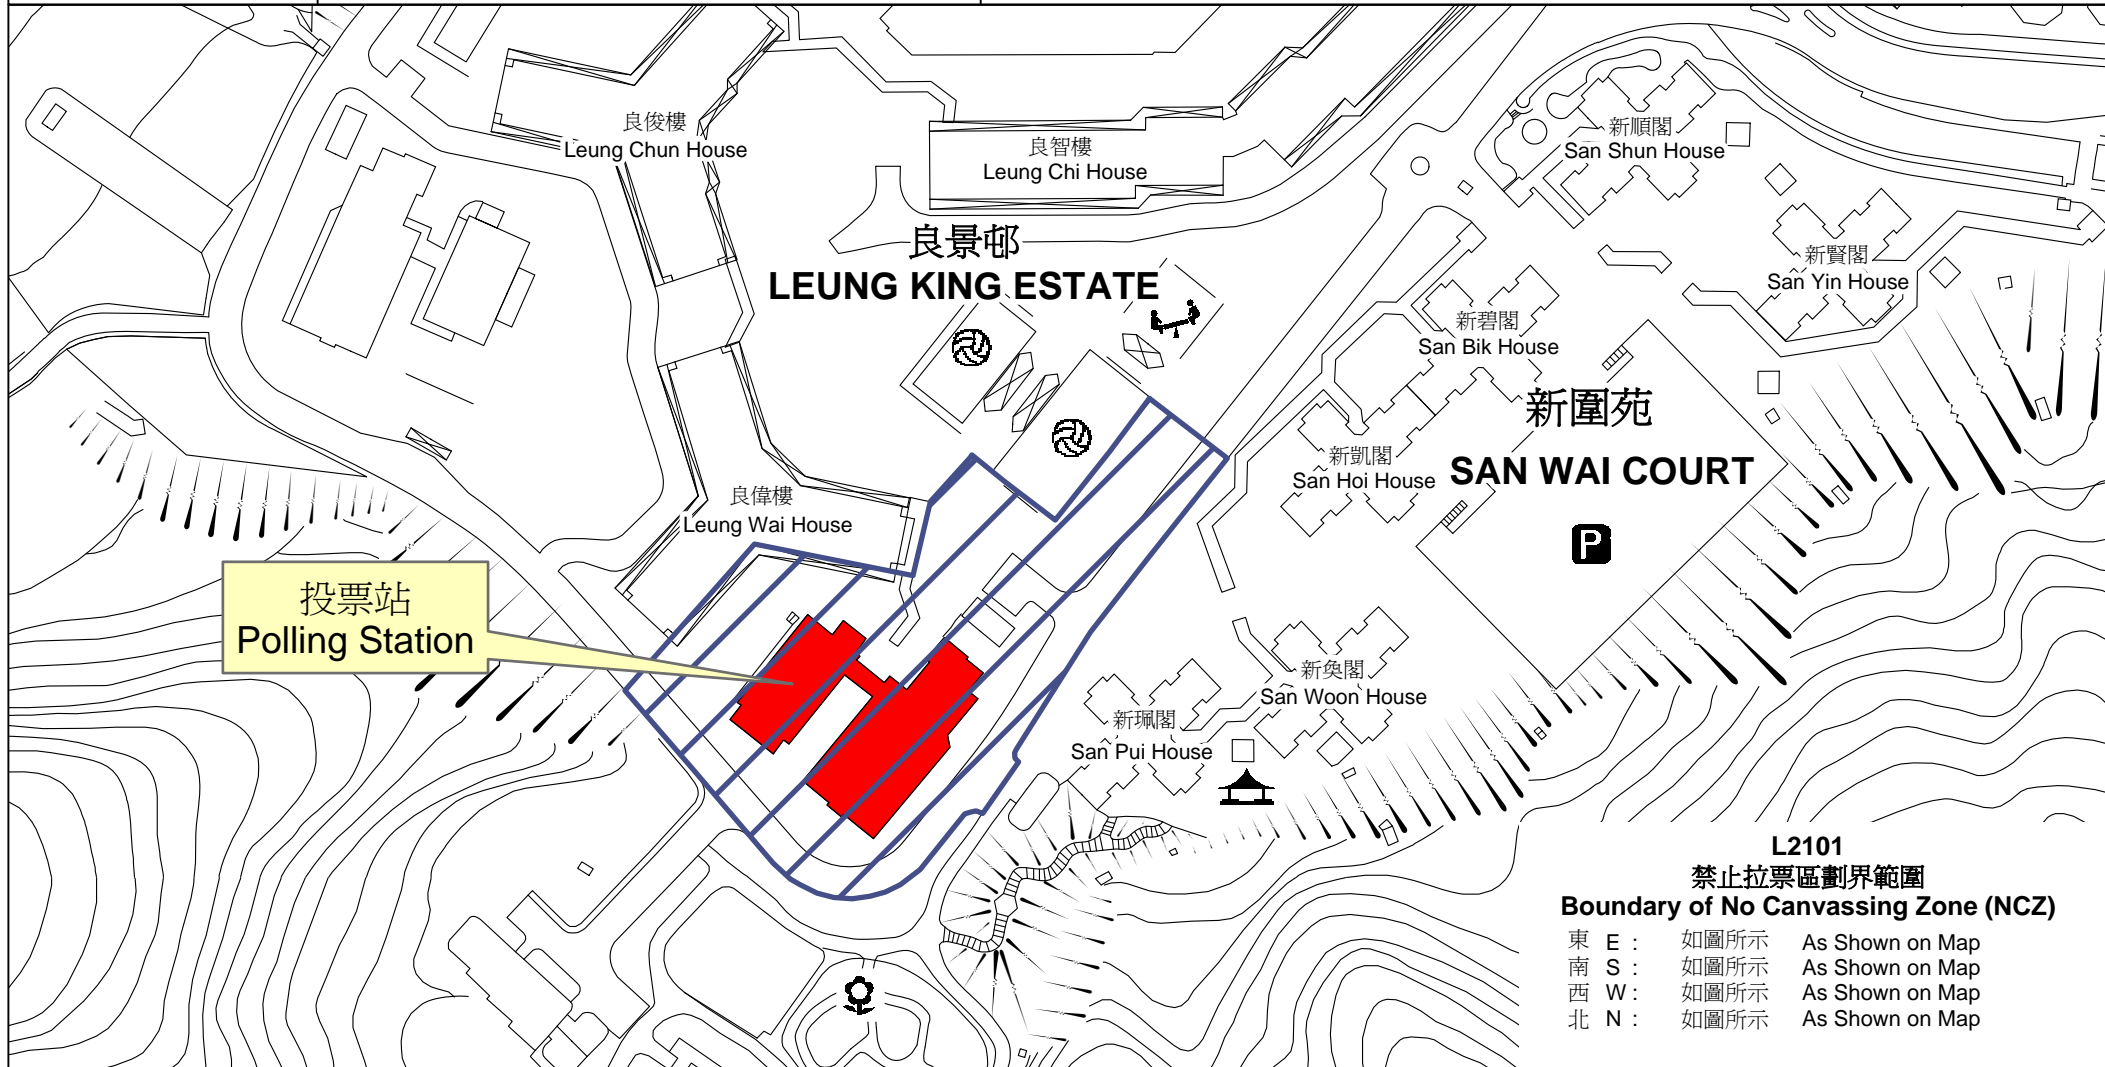 良俊樓
Leung Chun House
良智樓
Leung Chi House
新順閣
San Shun House
良景邨
LEUNG KING ESTATE
新賢閣
San Yin House
新碧閣
San Bik House
新圍苑
SAN WAI COURT
新凱閣
San Hoi House
良偉樓
Leung Wai House
P
投票站
Polling Station
新奐閣
San Woon House
新珮閣
San Pui House
L2101
禁止拉票區劃界範圍
Boundary of No Canvassing Zone (NCZ)
東 E : 如圖所示 As Shown on Map
南 S : 如圖所示 As Shown on Map
西 W : 如圖所示 As Shown on Map
北 N : 如圖所示 As Shown on Map